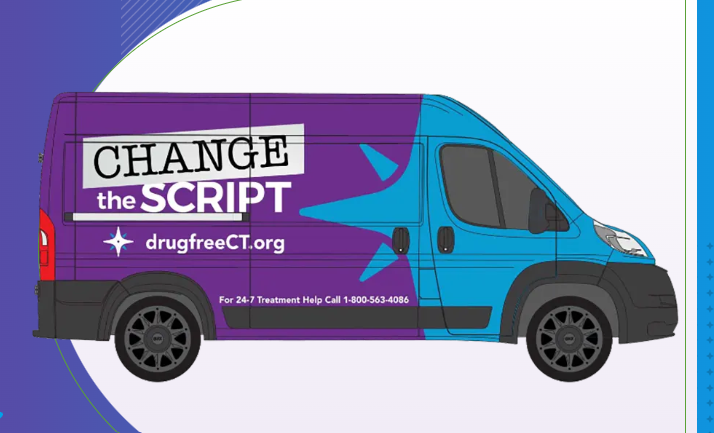 CHANGE
the SCRIPT
drugfreeCT.org
For 24-7 Treatment Help Call 1-800-563-4086